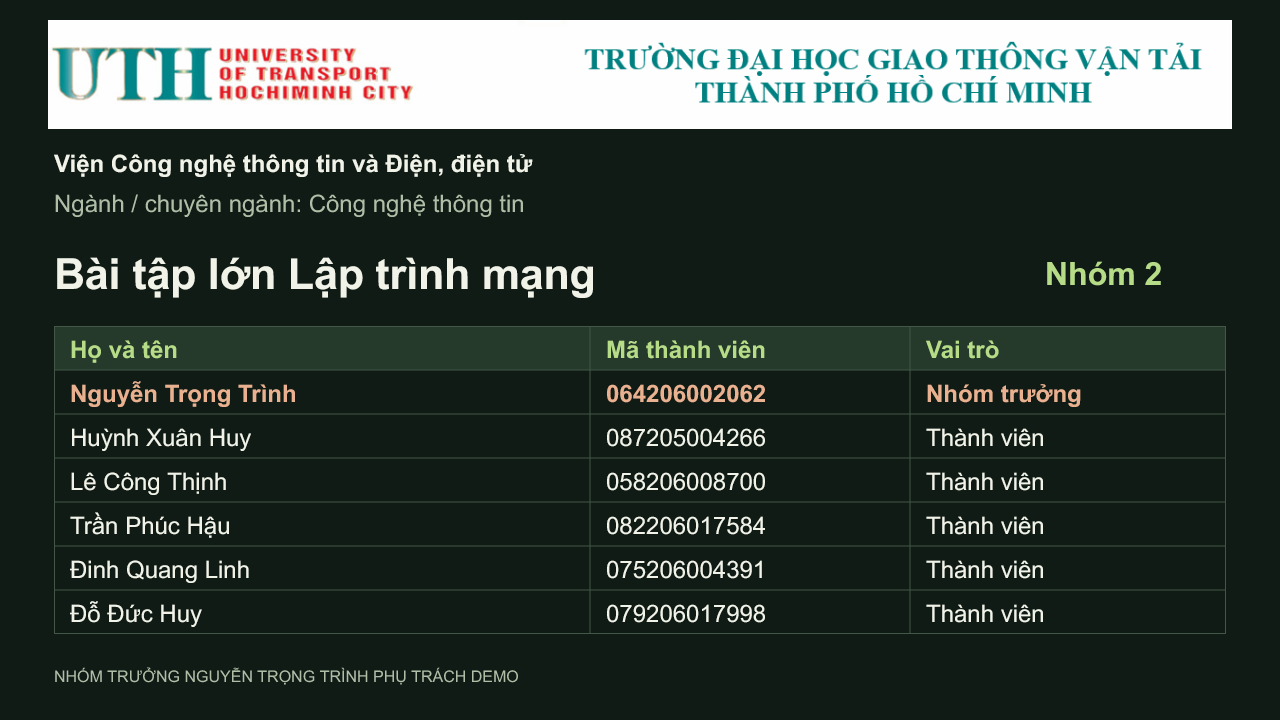 UTH UNIVERSITY
OF TRANSPORT
HOCHIMINH CITY
TRƯỜNG ĐẠI HỌC GIAO THÔNG VẬN TẢI
THÀNH PHỐ HỒ CHÍ MINH
Viện Công nghệ thông tin và Điện, điện tử
Ngành / chuyên ngành: Công nghệ thông tin
Bài tập lớn Lập trình mạng
Nhóm 2
Họ và tên Mã thành viên Vai trò
Nguyễn Trọng Trình 064206002062 Nhóm trưởng
Huỳnh Xuân Huy 087205004266 Thành viên
Lê Công Thịnh 058206008700 Thành viên
Trần Phúc Hậu 082206017584 Thành viên
Đinh Quang Linh 075206004391 Thành viên
Đỗ Đức Huy 079206017998 Thành viên
NHÓM TRƯỞNG NGUYỄN TRỌNG TRÌNH PHỤ TRÁCH DEMO